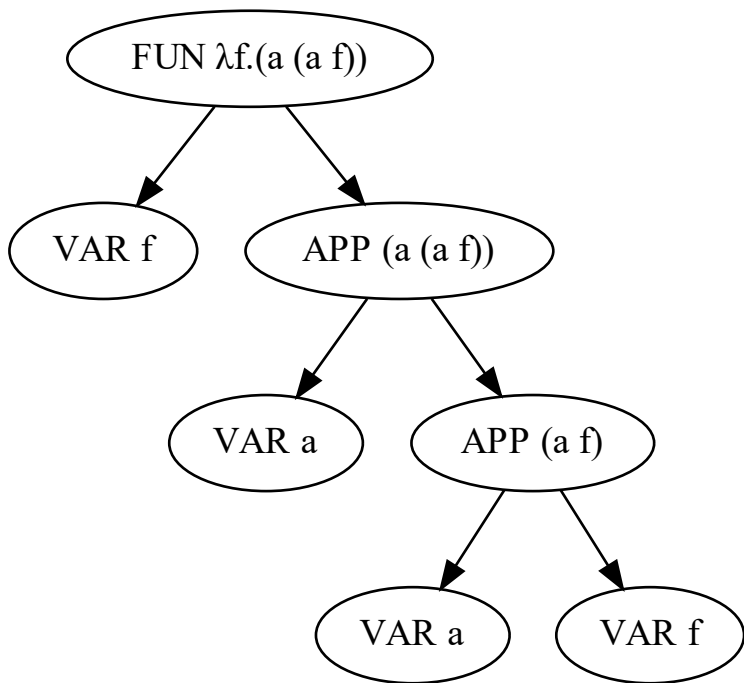 FUN λf.(a (a f))
VAR f
APP (a (a f))
VAR a
APP (a f)
VAR a
VAR f